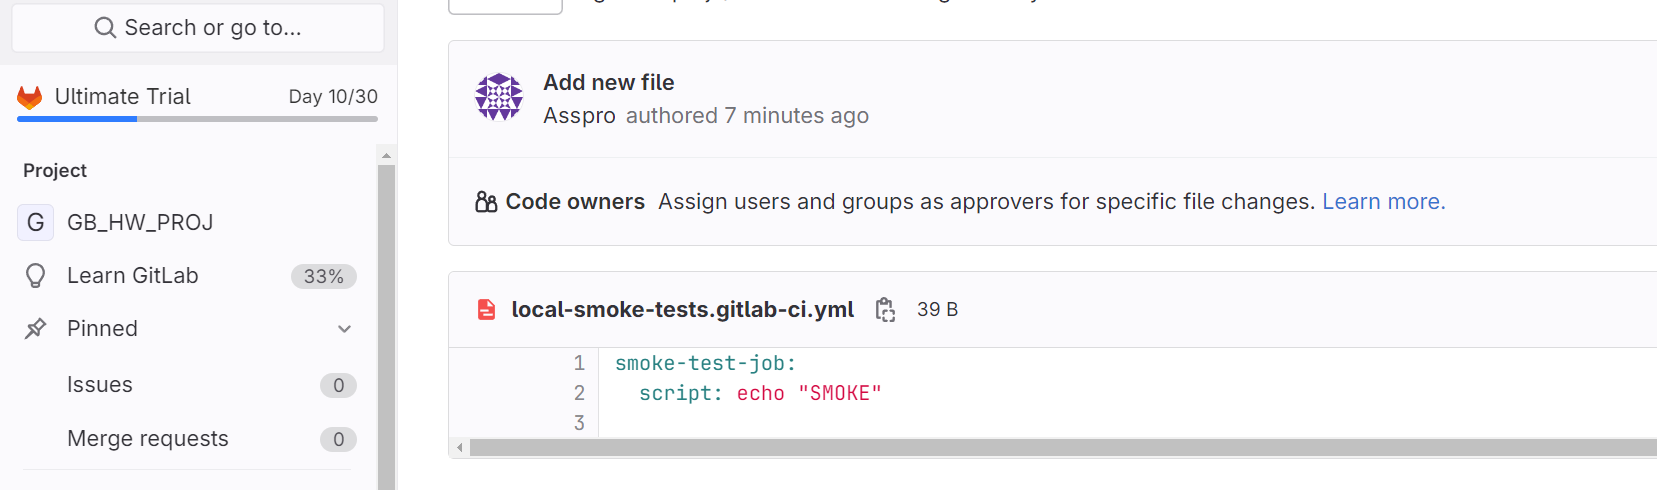 Search or go to...
Ultimate Trial Day 10/30
Project
G GB_HW_PROJ
Learn GitLab 33%
Pinned
Issues 0
Merge requests 0
Add new file
Asspro authored 7 minutes ago
Code owners Assign users and groups as approvers for specific file changes. Learn more.
local-smoke-tests.gitlab-ci.yml 39 B
1 smoke-test-job:
2 script: echo "SMOKE"
3